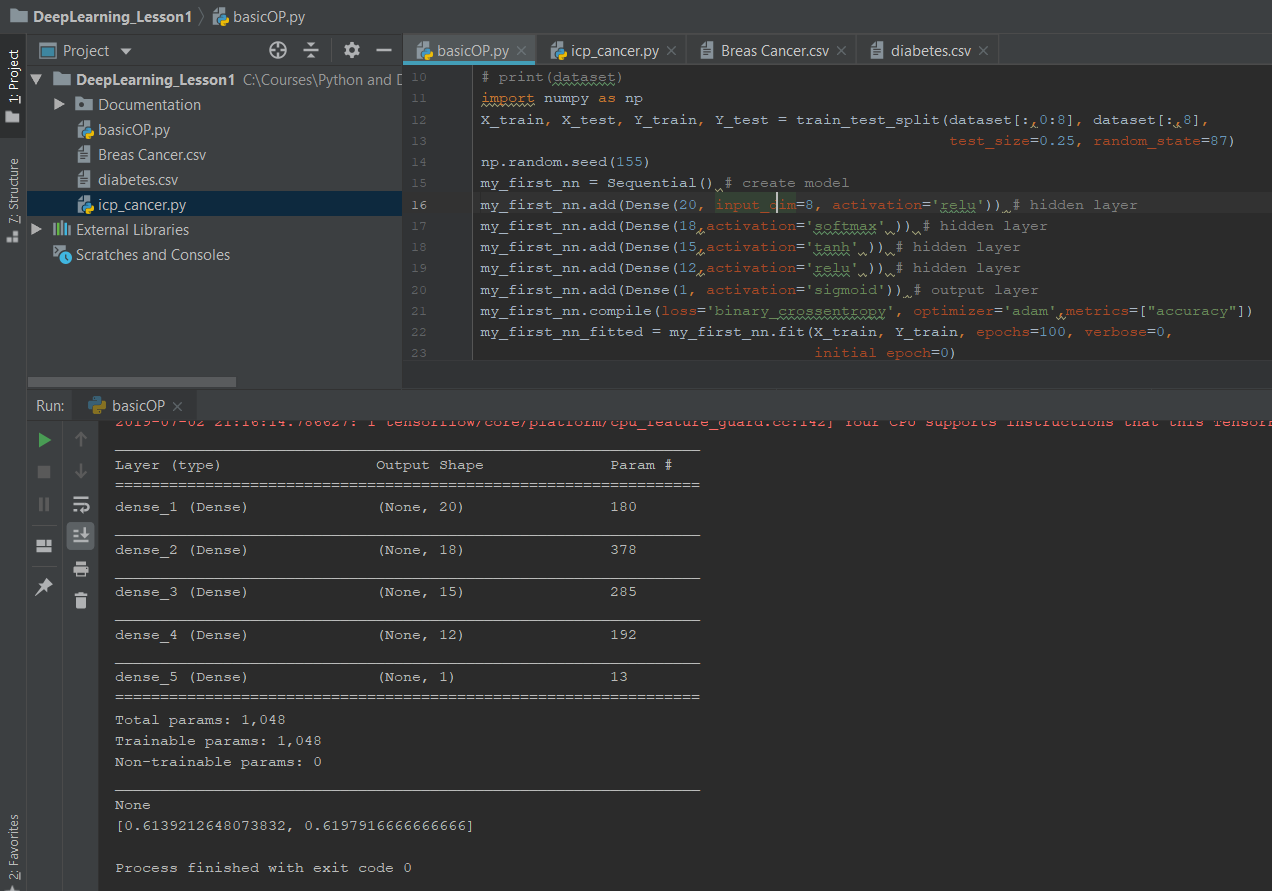 DeepLearning_Lesson1 basicOP.py
1: Project
7: Structure
2: Favorites
Project
DeepLearning_Lesson1 C:\Courses\Python and D
Documentation
basicOP.py
Breas Cancer.csv
diabetes.csv
icp_cancer.py
External Libraries
Scratches and Consoles
basicOP.py icp_cancer.py Breas Cancer.csv diabetes.csv
10 # print(dataset)
11 import numpy as np
12 X_train, X_test, Y_train, Y_test = train_test_split(dataset[:,0:8], dataset[:,8],
13 test_size=0.25, random_state=87)
14 np.random.seed(155)
15 my_first_nn = Sequential() # create model
16 my_first_nn.add(Dense(20, input_dim=8, activation='relu')) # hidden layer
17 my_first_nn.add(Dense(18,activation='softmax' )) # hidden layer
18 my_first_nn.add(Dense(15,activation='tanh' )) # hidden layer
19 my_first_nn.add(Dense(12,activation='relu' )) # hidden layer
20 my_first_nn.add(Dense(1, activation='sigmoid')) # output layer
21 my_first_nn.compile(loss='binary_crossentropy', optimizer='adam',metrics=["accuracy"])
22 my_first_nn_fitted = my_first_nn.fit(X_train, Y_train, epochs=100, verbose=0,
23 initial_epoch=0)
Run: basicOP
2019-07-02 21:16:14.786627: I tensorflow/core/platform/cpu_feature_guard.cc:142] Your CPU supports instructions that this Tensor
Layer (type) Output Shape Param #
=================================================================
dense_1 (Dense) (None, 20) 180
dense_2 (Dense) (None, 18) 378
dense_3 (Dense) (None, 15) 285
dense_4 (Dense) (None, 12) 192
dense_5 (Dense) (None, 1) 13
=================================================================
Total params: 1,048
Trainable params: 1,048
Non-trainable params: 0
None
[0.6139212648073832, 0.6197916666666666]
Process finished with exit code 0